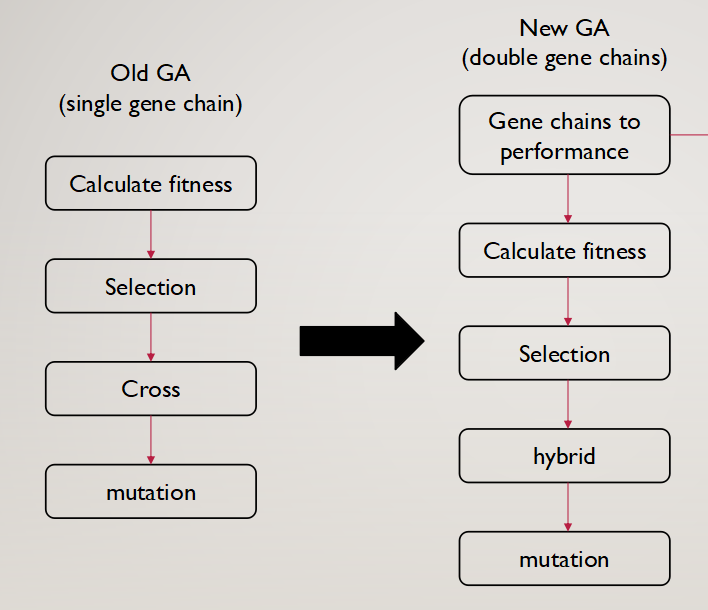 Old GA
(single gene chain)
Calculate fitness
Selection
Cross
mutation
New GA
(double gene chains)
Gene chains to
performance
Calculate fitness
Selection
hybrid
mutation